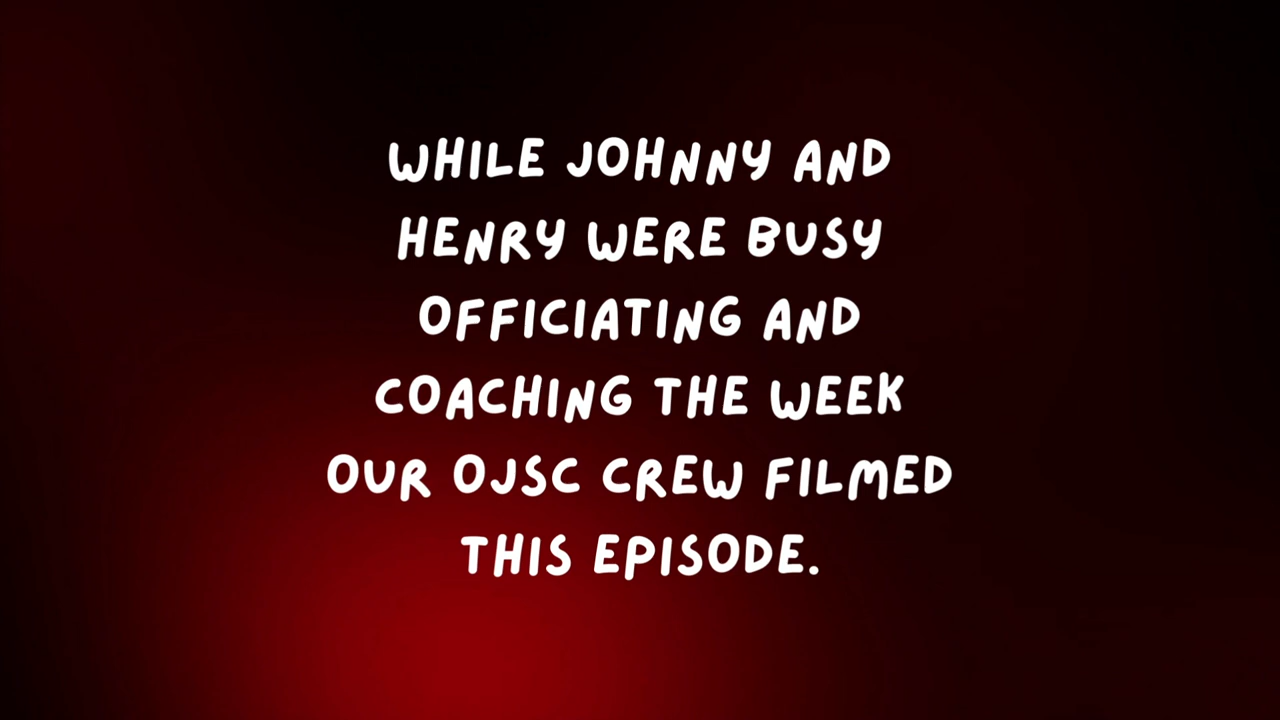 WHILE JOHNNY AND
HENRY WERE BUSY
OFFICIATING AND
COACHING THE WEEK
OUR OJSC CREW FILMED
THIS EPISODE.